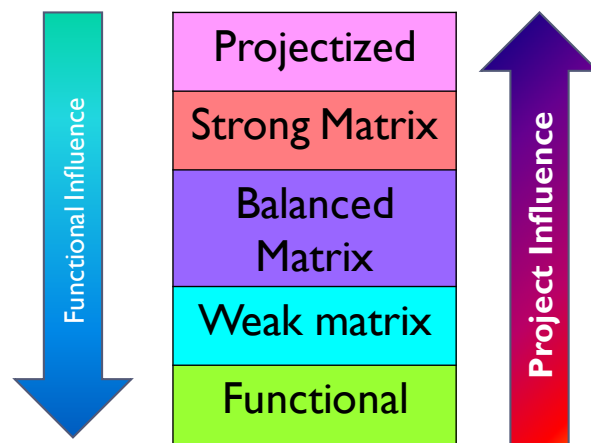 Functional Influence
Projectized
Strong Matrix
Balanced
Matrix
Weak matrix
Functional
Project Influence